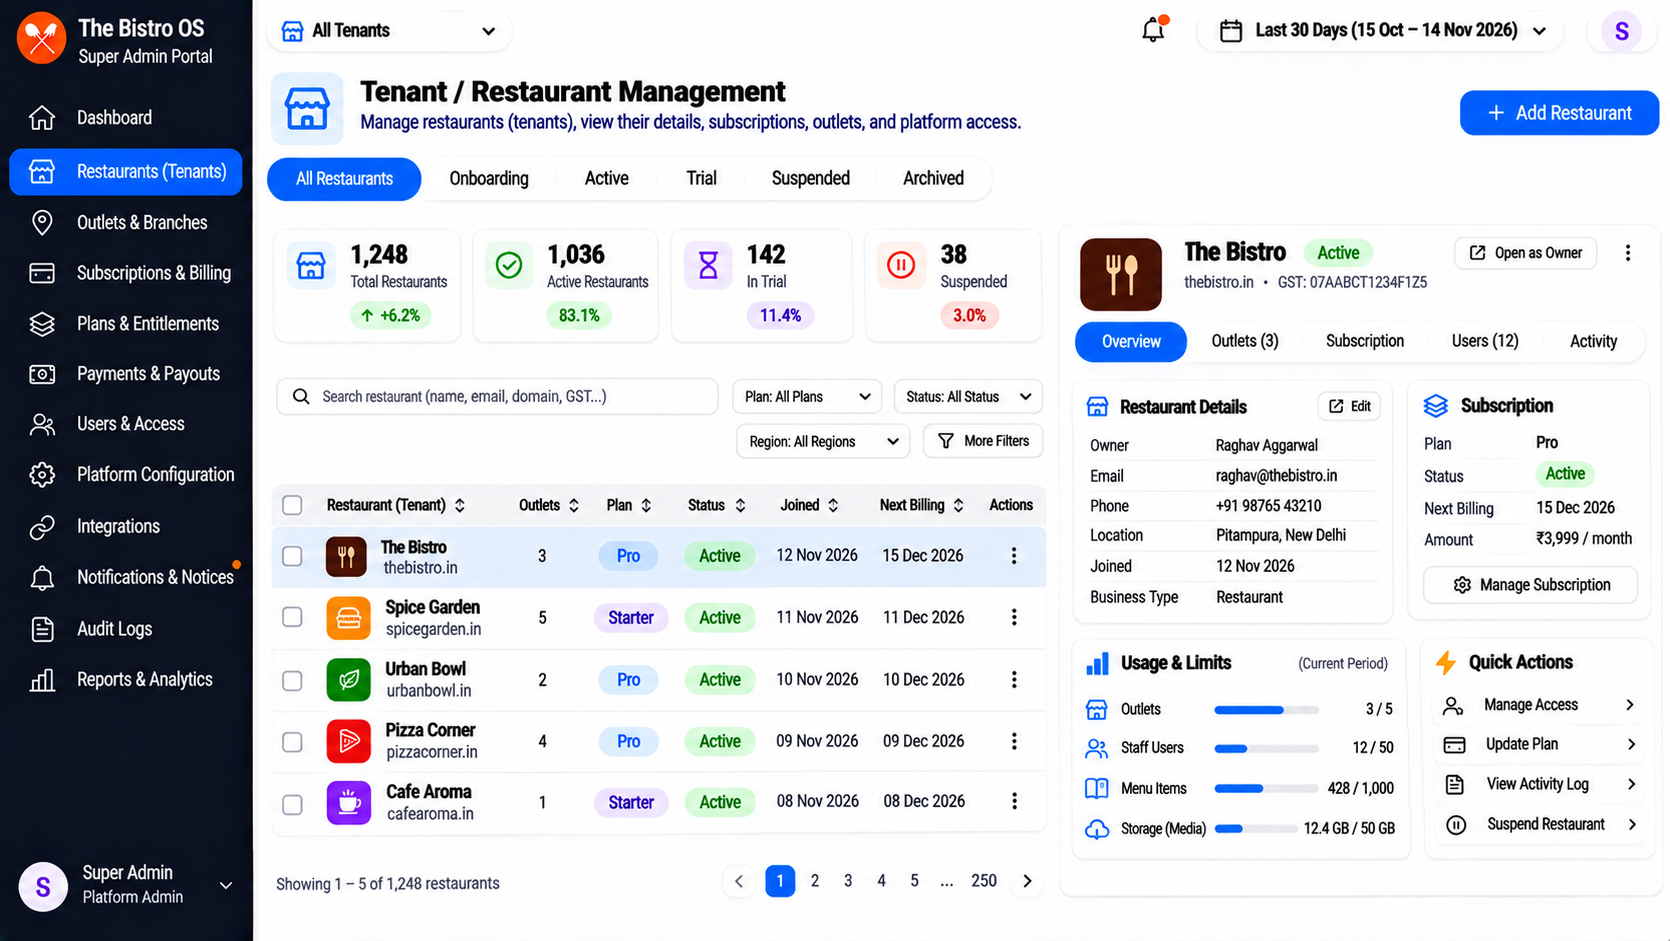 The Bistro OS
Super Admin Portal
Dashboard
Restaurants (Tenants)
Outlets & Branches
Subscriptions & Billing
Plans & Entitlements
Payments & Payouts
Users & Access
Platform Configuration
Integrations
Notifications & Notices
Audit Logs
Reports & Analytics
S
Super Admin
Platform Admin
All Tenants
Last 30 Days (15 Oct – 14 Nov 2026)
S
Tenant / Restaurant Management
Manage restaurants (tenants), view their details, subscriptions, outlets, and platform access.
+ Add Restaurant
All Restaurants Onboarding Active Trial Suspended Archived
1,248
Total Restaurants
↑ +6.2%
1,036
Active Restaurants
83.1%
142
In Trial
11.4%
38
Suspended
3.0%
Search restaurant (name, email, domain, GST...)
Plan: All Plans
Status: All Status
Region: All Regions
More Filters
Restaurant (Tenant) Outlets Plan Status Joined Next Billing Actions
The Bistro
thebistro.in
3 Pro Active 12 Nov 2026 15 Dec 2026
Spice Garden
spicegarden.in
5 Starter Active 11 Nov 2026 11 Dec 2026
Urban Bowl
urbanbowl.in
2 Pro Active 10 Nov 2026 10 Dec 2026
Pizza Corner
pizzacorner.in
4 Pro Active 09 Nov 2026 09 Dec 2026
Cafe Aroma
cafearoma.in
1 Starter Active 08 Nov 2026 08 Dec 2026
Showing 1 – 5 of 1,248 restaurants
1 2 3 4 5 ... 250
The Bistro Active
thebistro.in • GST: 07AABCT1234F1Z5
Open as Owner
Overview Outlets (3) Subscription Users (12) Activity
Restaurant Details
Edit
Owner Raghav Aggarwal
Email raghav@thebistro.in
Phone +91 98765 43210
Location Pitampura, New Delhi
Joined 12 Nov 2026
Business Type Restaurant
Subscription
Plan Pro
Status Active
Next Billing 15 Dec 2026
Amount ₹3,999 / month
Manage Subscription
Usage & Limits (Current Period)
Outlets 3 / 5
Staff Users 12 / 50
Menu Items 428 / 1,000
Storage (Media) 12.4 GB / 50 GB
Quick Actions
Manage Access
Update Plan
View Activity Log
Suspend Restaurant